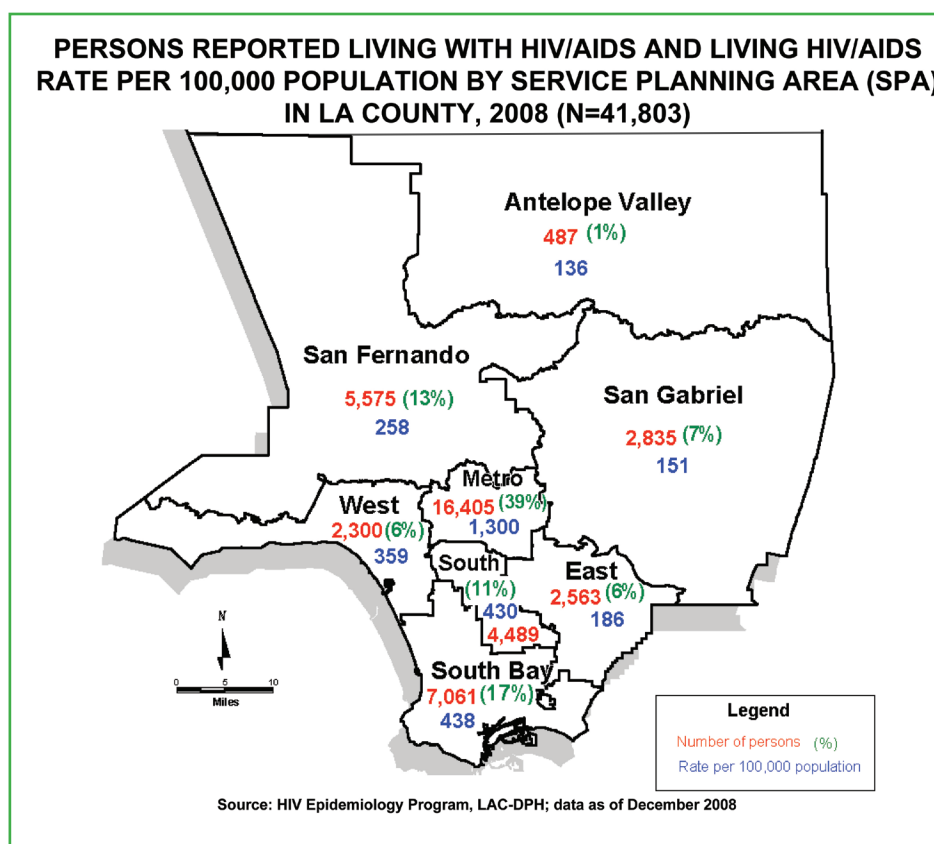 PERSONS REPORTED LIVING WITH HIV/AIDS AND LIVING HIV/AIDS
RATE PER 100,000 POPULATION BY SERVICE PLANNING AREA (SPA)
IN LA COUNTY, 2008 (N=41,803)
Antelope Valley
487 (1%)
136
San Fernando
5,575 (13%)
258
San Gabriel
2,835 (7%)
151
Metro
16,405 (39%)
1,300
West
2,300 (6%)
359
South
(11%)
430
4,489
East
2,563 (6%)
186
South Bay
7,061 (17%)
438
N
0 5 10
Miles
Legend
Number of persons (%)
Rate per 100,000 population
Source: HIV Epidemiology Program, LAC-DPH; data as of December 2008